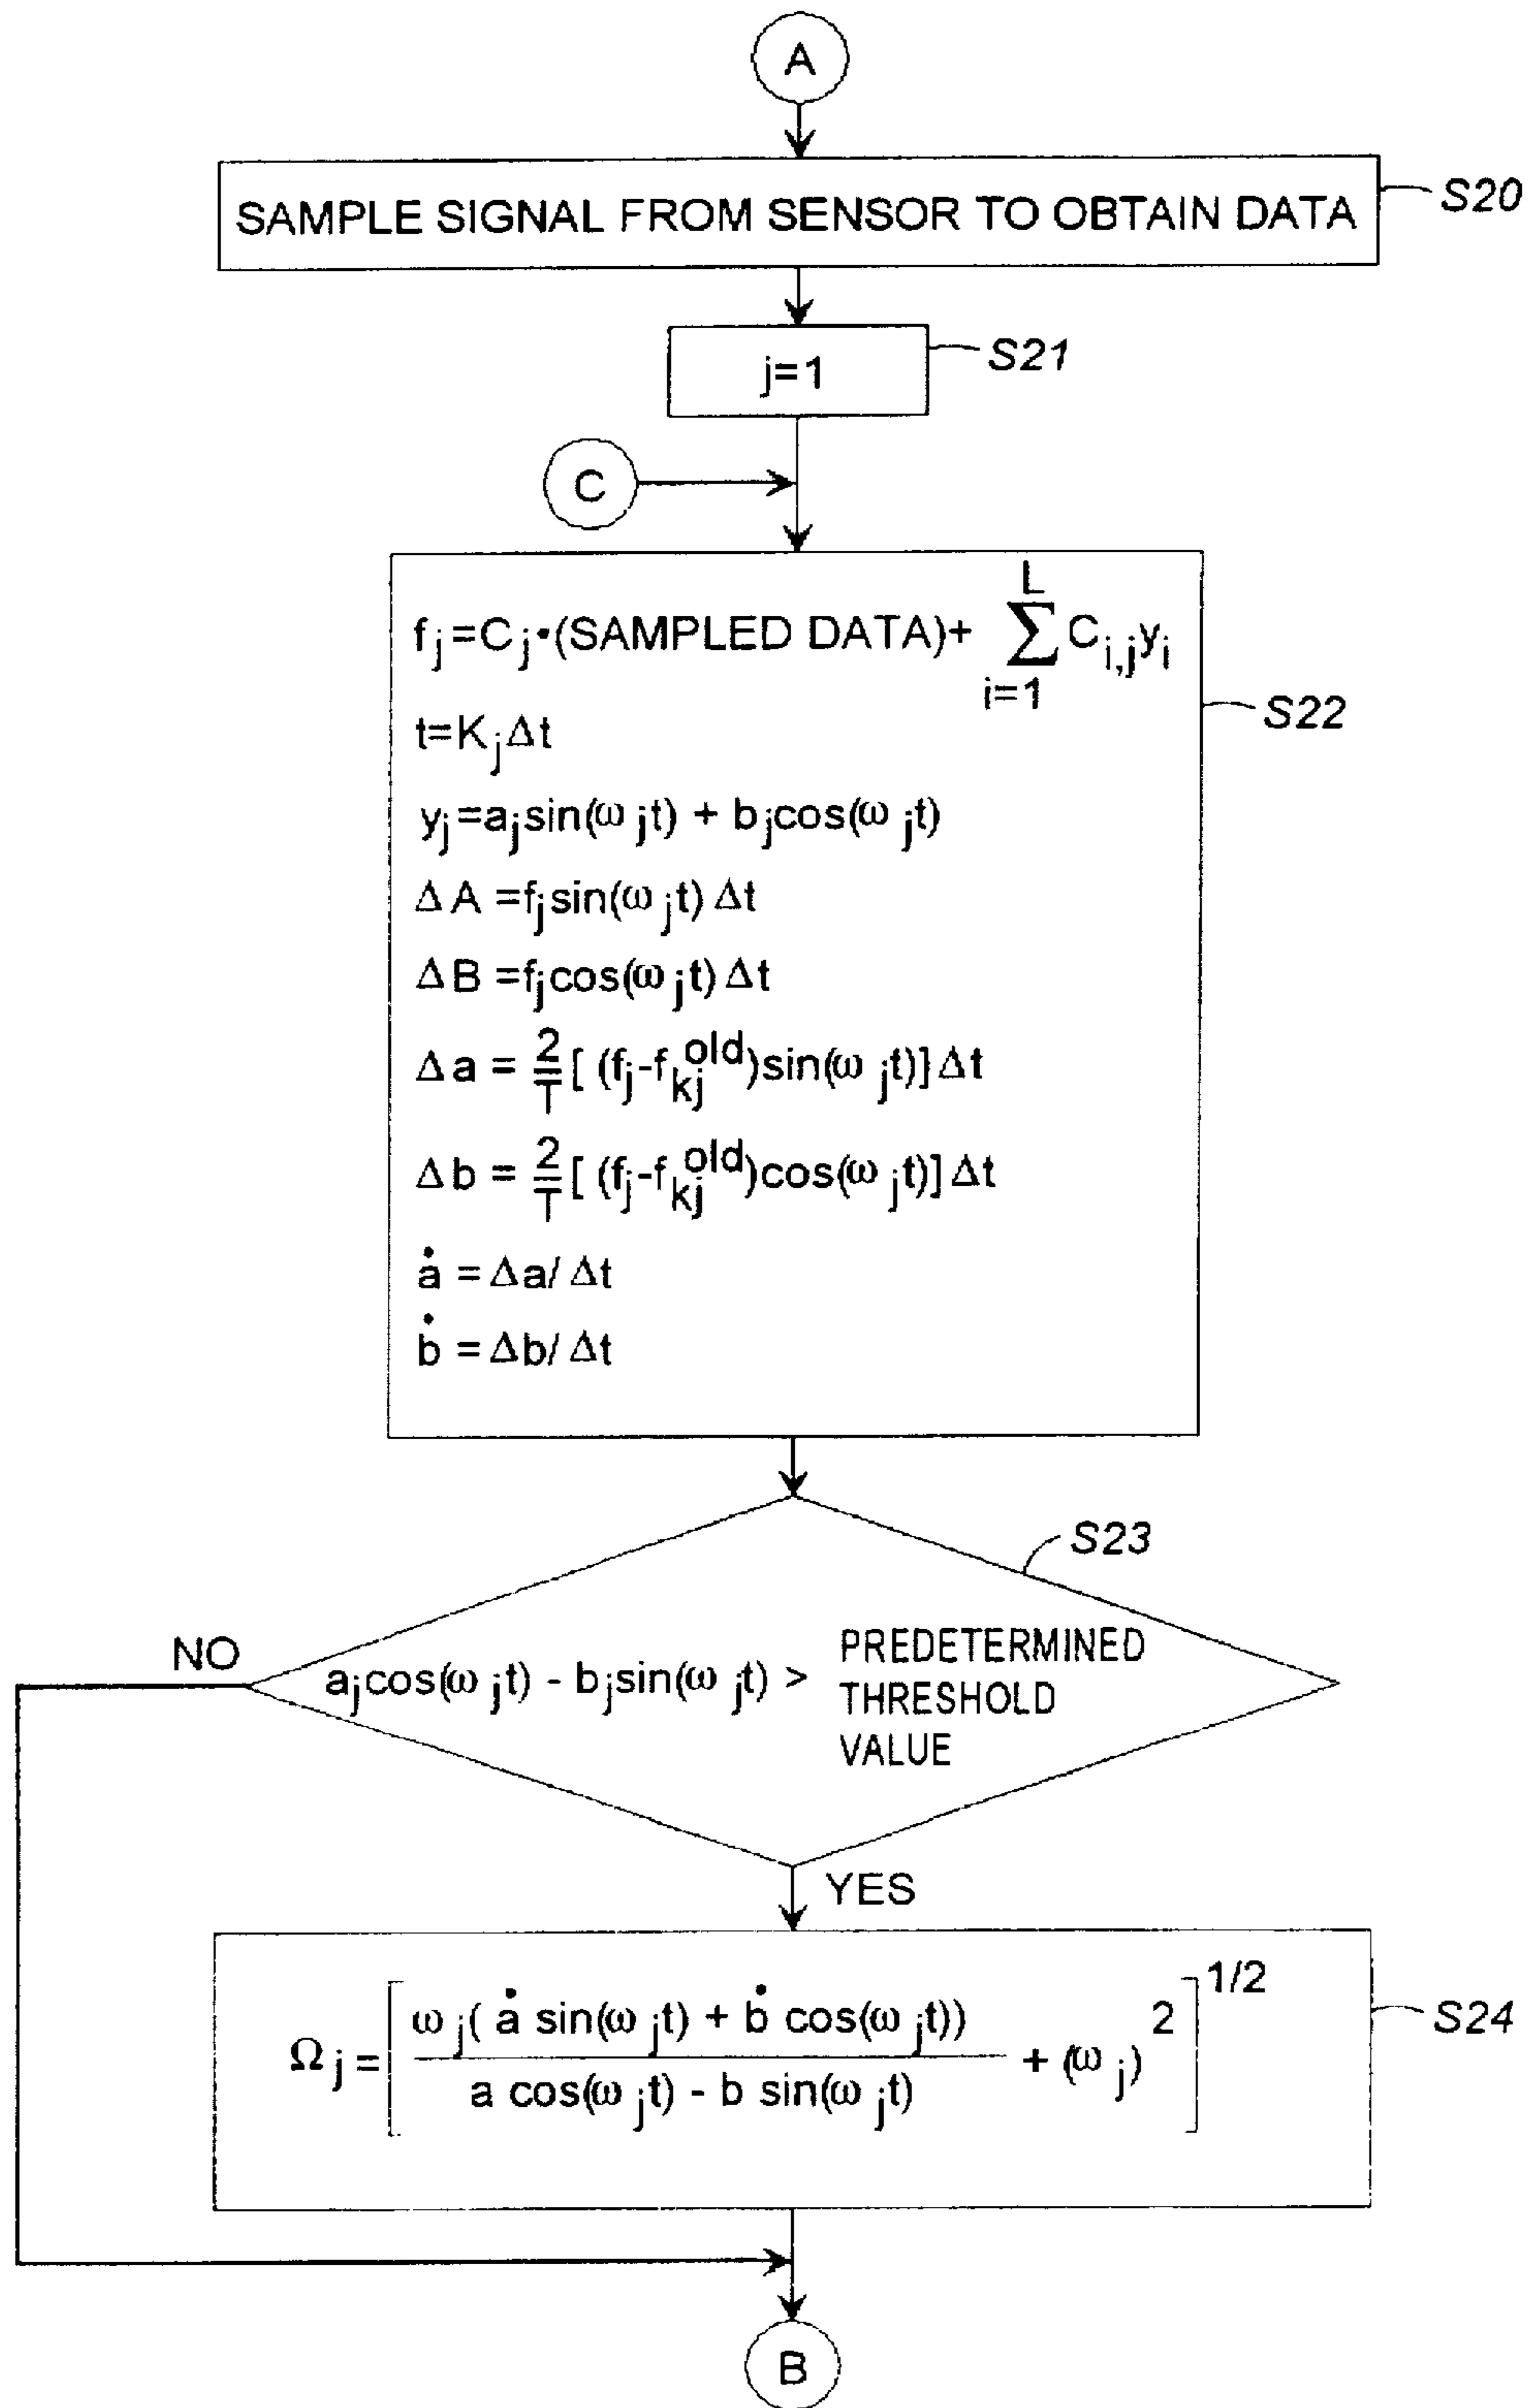 A
SAMPLE SIGNAL FROM SENSOR TO OBTAIN DATA
S20
j=1
S21
C
f_j=C_j·(SAMPLED DATA)+ \sum_{i=1}^{L} C_{i,j}y_i
S22
t=K_jΔt
y_j=a_jsin(ω_jt) + b_jcos(ω_jt)
ΔA =f_jsin(ω_jt)Δt
ΔB =f_jcos(ω_jt)Δt
Δa = \frac{2}{T}[ (f_j-f_{kj}^{old})sin(ω_jt)]Δt
Δb = \frac{2}{T}[ (f_j-f_{kj}^{old})cos(ω_jt)]Δt
ȧ = Δa/ Δt
ḃ = Δb/ Δt
S23
NO
a_jcos(ω_jt) - b_jsin(ω_jt) >
PREDETERMINED
THRESHOLD
VALUE
YES
Ω_j=[\frac{ω_j( ȧ sin(ω_jt) + ḃ cos(ω_jt))}{a cos(ω_jt) - b sin(ω_jt)} + (ω_j)^2]^{1/2}
S24
B